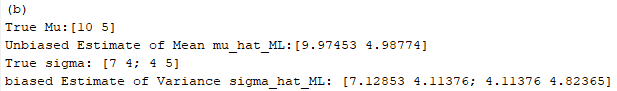 (b)
True Mu:[10 5]
Unbiased Estimate of Mean mu_hat_ML:[9.97453 4.98774]
True sigma: [7 4; 4 5]
biased Estimate of Variance sigma_hat_ML: [7.12853 4.11376; 4.11376 4.82365]